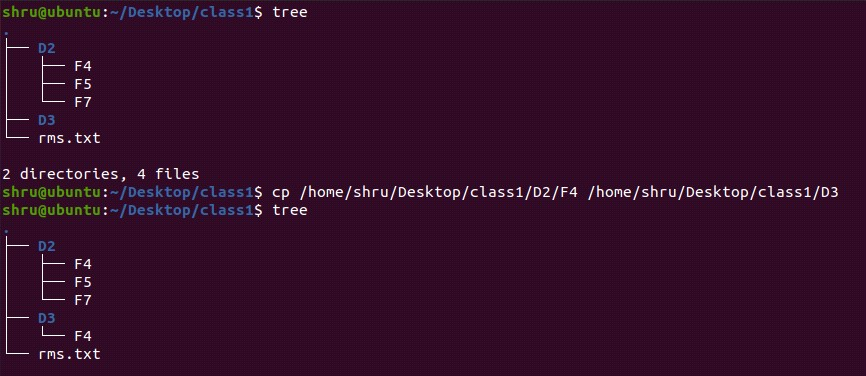 shru@ubuntu:~/Desktop/class1$ tree
.
├── D2
│   ├── F4
│   ├── F5
│   └── F7
├── D3
└── rms.txt
2 directories, 4 files
shru@ubuntu:~/Desktop/class1$ cp /home/shru/Desktop/class1/D2/F4 /home/shru/Desktop/class1/D3
shru@ubuntu:~/Desktop/class1$ tree
.
├── D2
│   ├── F4
│   ├── F5
│   └── F7
├── D3
│   └── F4
└── rms.txt